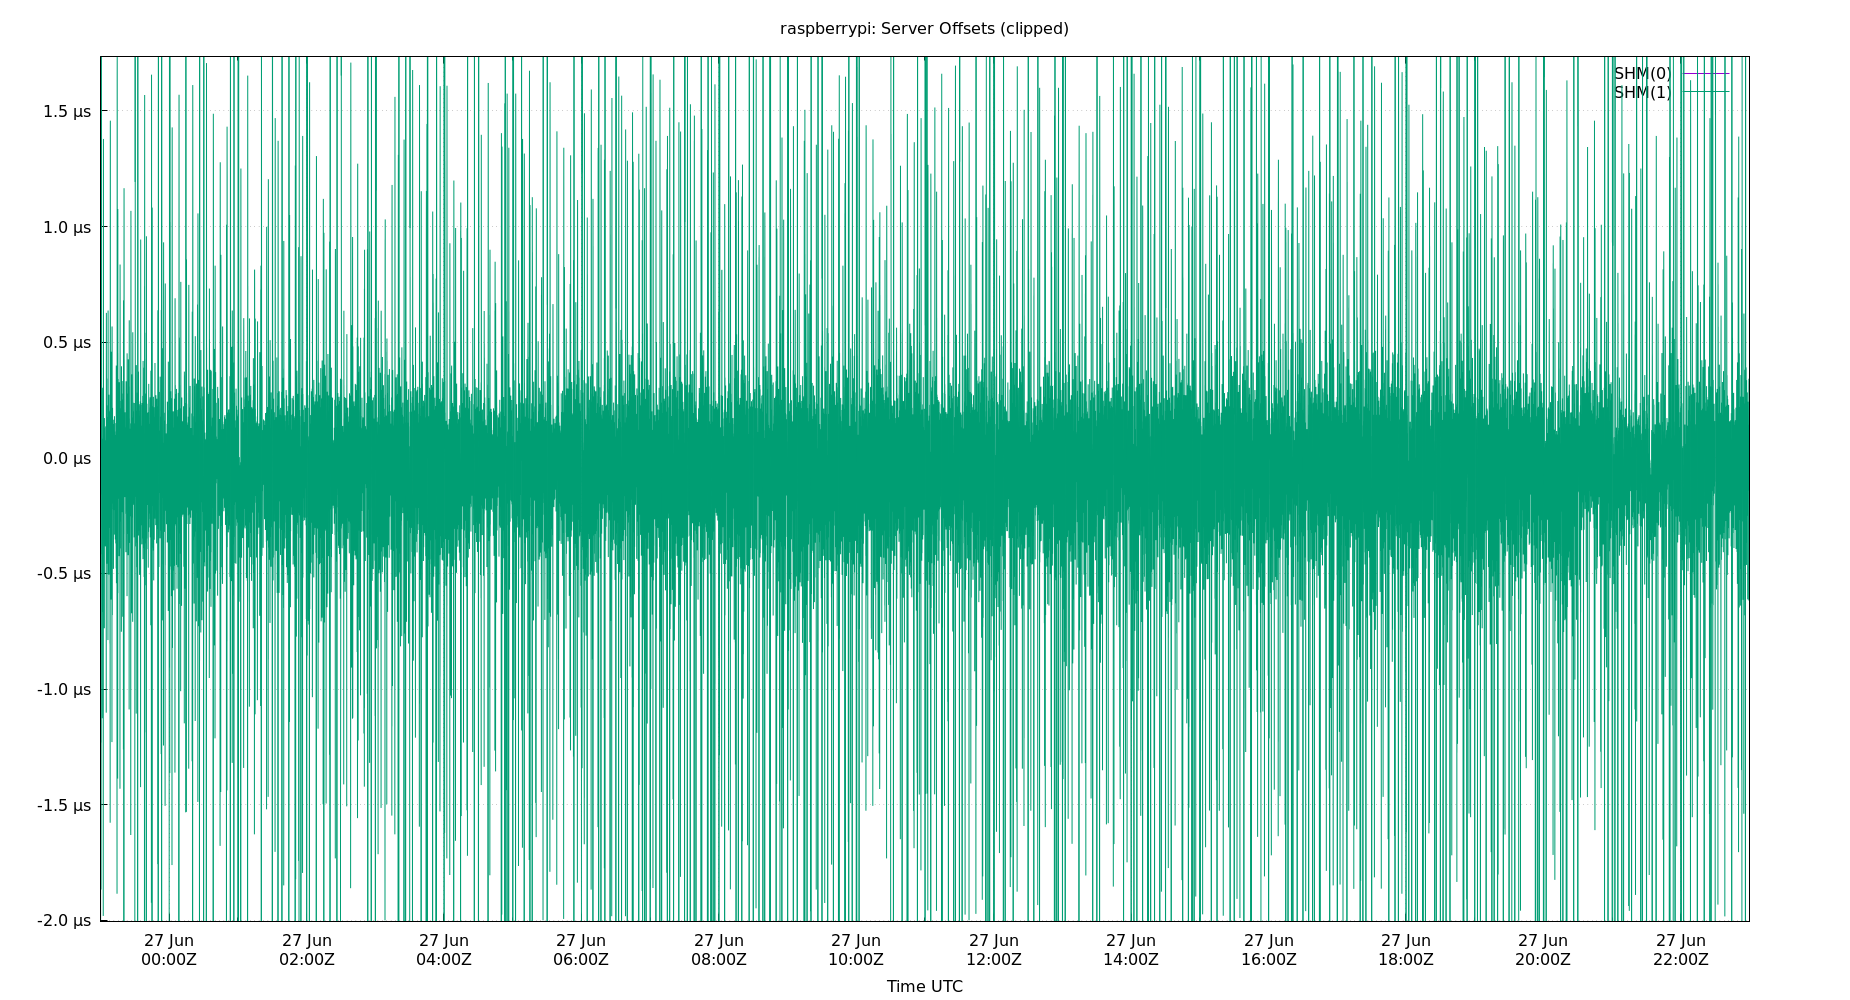 raspberrypi: Server Offsets (clipped)
SHM(0)
SHM(1)
1.5 µs
1.0 µs
0.5 µs
0.0 µs
-0.5 µs
-1.0 µs
-1.5 µs
-2.0 µs
27 Jun 27 Jun 27 Jun 27 Jun 27 Jun 27 Jun 27 Jun 27 Jun 27 Jun 27 Jun 27 Jun 27 Jun
00:00Z 02:00Z 04:00Z 06:00Z 08:00Z 10:00Z 12:00Z 14:00Z 16:00Z 18:00Z 20:00Z 22:00Z
Time UTC